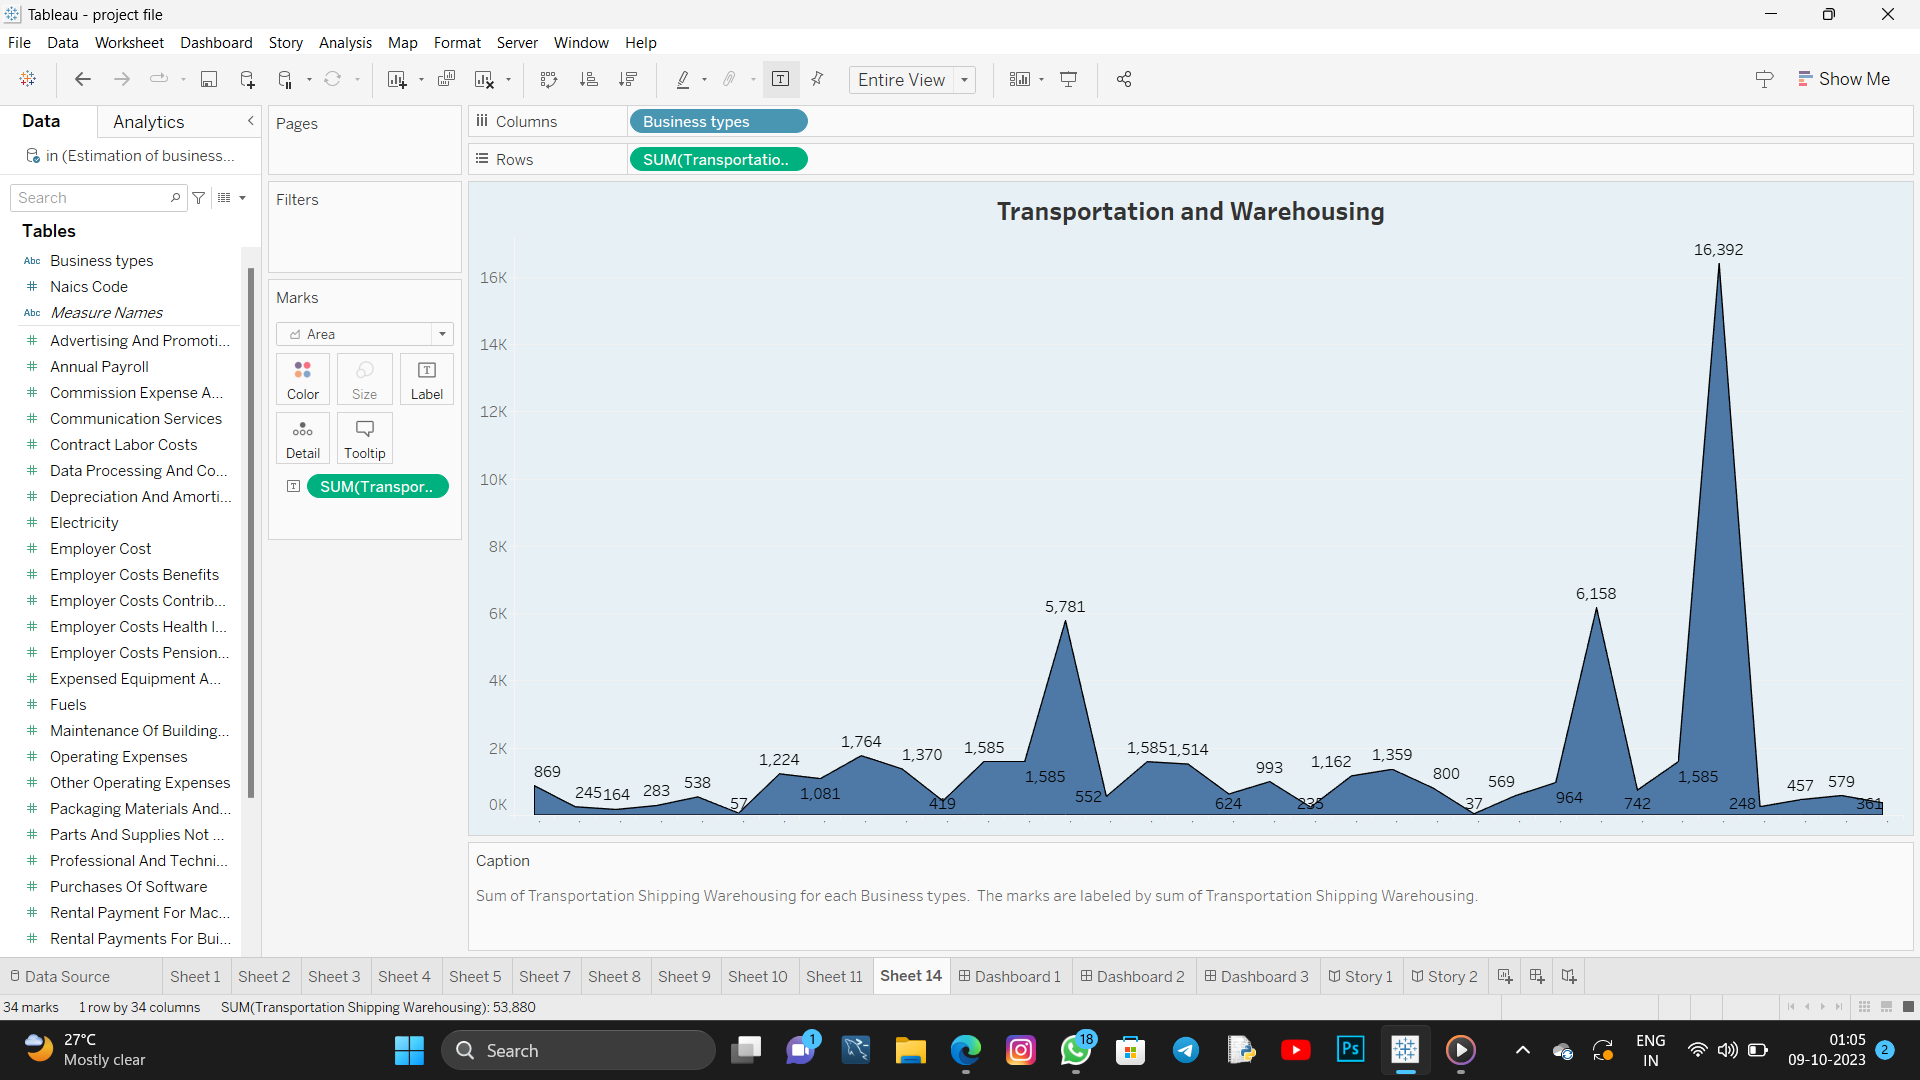 Tableau - project file
File Data Worksheet Dashboard Story Analysis Map Format Server Window Help
Entire View
Show Me
Data Analytics
in (Estimation of business...
Search
Tables
Abc Business types
# Naics Code
Abc Measure Names
# Advertising And Promoti...
# Annual Payroll
# Commission Expense A...
# Communication Services
# Contract Labor Costs
# Data Processing And Co...
# Depreciation And Amorti...
# Electricity
# Employer Cost
# Employer Costs Benefits
# Employer Costs Contrib...
# Employer Costs Health I...
# Employer Costs Pension...
# Expensed Equipment A...
# Fuels
# Maintenance Of Building...
# Operating Expenses
# Other Operating Expenses
# Packaging Materials And...
# Parts And Supplies Not ...
# Professional And Techni...
# Purchases Of Software
# Rental Payment For Mac...
# Rental Payments For Bui...
Pages
Filters
Marks
Area
Color Size Label
Detail Tooltip
SUM(Transpor..
Columns Business types
Rows SUM(Transportatio..
Transportation and Warehousing
16K
14K
12K
10K
8K
6K
4K
2K
0K
869
245
164
283
538
57
1,224
1,081
1,764
1,370
419
1,585
1,585
5,781
552
1,585
1,514
624
993
235
1,162
1,359
800
37
569
964
6,158
742
1,585
16,392
248
457
579
361
Caption
Sum of Transportation Shipping Warehousing for each Business types. The marks are labeled by sum of Transportation Shipping Warehousing.
Data Source Sheet 1 Sheet 2 Sheet 3 Sheet 4 Sheet 5 Sheet 7 Sheet 8 Sheet 9 Sheet 10 Sheet 11 Sheet 14 Dashboard 1 Dashboard 2 Dashboard 3 Story 1 Story 2
34 marks 1 row by 34 columns SUM(Transportation Shipping Warehousing): 53,880
27°C
Mostly clear
Search
1
18
Ps
ENG
IN
01:05
09-10-2023
2